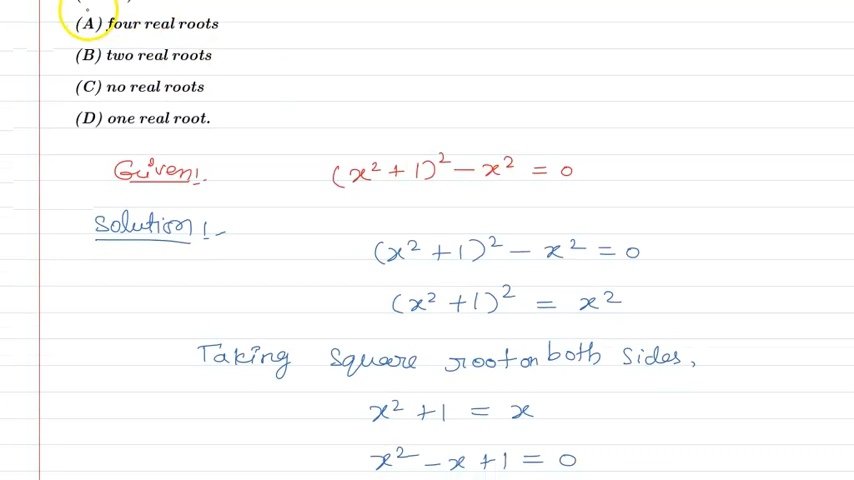 (A) four real roots
(B) two real roots
(C) no real roots
(D) one real root.
Given:
(x² + 1)² − x² = 0
Solution :-
(x² + 1)² − x² = 0
(x² + 1)² = x²
Taking square root on both sides,
x² + 1 = x
x² − x + 1 = 0